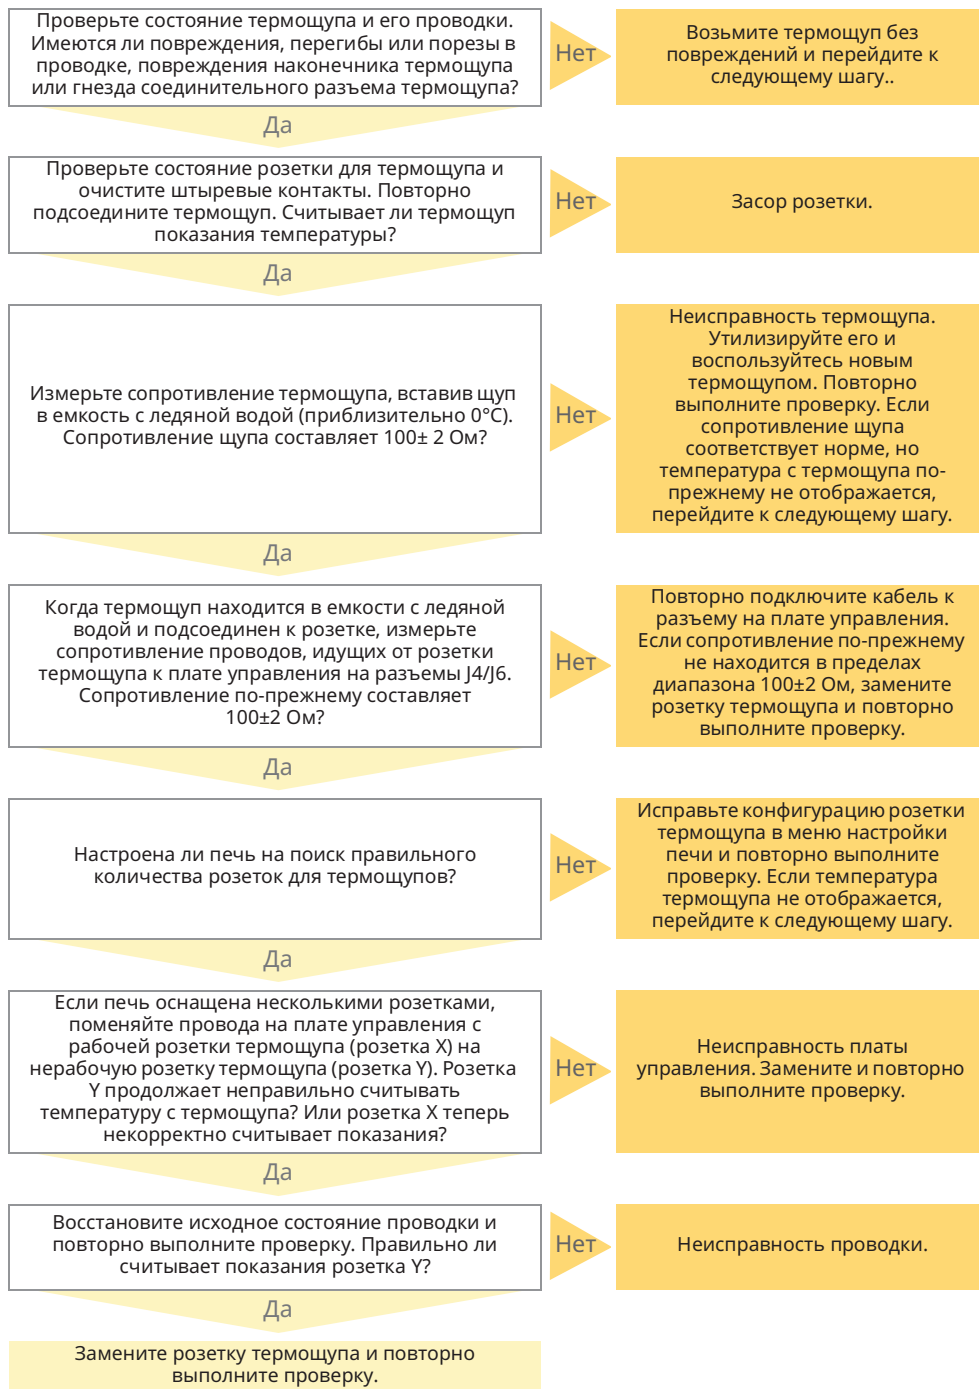 Проверьте состояние термощупа и его проводки.
Имеются ли повреждения, перегибы или порезы в
проводке, повреждения наконечника термощупа
или гнезда соединительного разъема термощупа?
Нет
Возьмите термощуп без
повреждений и перейдите к
следующему шагу..
Да
Проверьте состояние розетки для термощупа и
очистите штыревые контакты. Повторно
подсоедините термощуп. Считывает ли термощуп
показания температуры?
Нет
Засор розетки.
Да
Измерьте сопротивление термощупа, вставив щуп
в емкость с ледяной водой (приблизительно 0°C).
Сопротивление щупа составляет 100± 2 Ом?
Нет
Неисправность термощупа.
Утилизируйте его и
воспользуйтесь новым
термощупом. Повторно
выполните проверку. Если
сопротивление щупа
соответствует норме, но
температура с термощупа по-
прежнему не отображается,
перейдите к следующему шагу.
Да
Когда термощуп находится в емкости с ледяной
водой и подсоединен к розетке, измерьте
сопротивление проводов, идущих от розетки
термощупа к плате управления на разъемы J4/J6.
Сопротивление по-прежнему составляет
100±2 Ом?
Нет
Повторно подключите кабель к
разъему на плате управления.
Если сопротивление по-прежнему
не находится в пределах
диапазона 100±2 Ом, замените
розетку термощупа и повторно
выполните проверку.
Да
Настроена ли печь на поиск правильного
количества розеток для термощупов?
Нет
Исправьте конфигурацию розетки
термощупа в меню настройки
печи и повторно выполните
проверку. Если температура
термощупа не отображается,
перейдите к следующему шагу.
Да
Если печь оснащена несколькими розетками,
поменяйте провода на плате управления с
рабочей розетки термощупа (розетка X) на
нерабочую розетку термощупа (розетка Y). Розетка
Y продолжает неправильно считывать
температуру с термощупа? Или розетка X теперь
некорректно считывает показания?
Нет
Неисправность платы
управления. Замените и повторно
выполните проверку.
Да
Восстановите исходное состояние проводки и
повторно выполните проверку. Правильно ли
считывает показания розетка Y?
Нет
Неисправность проводки.
Да
Замените розетку термощупа и повторно
выполните проверку.